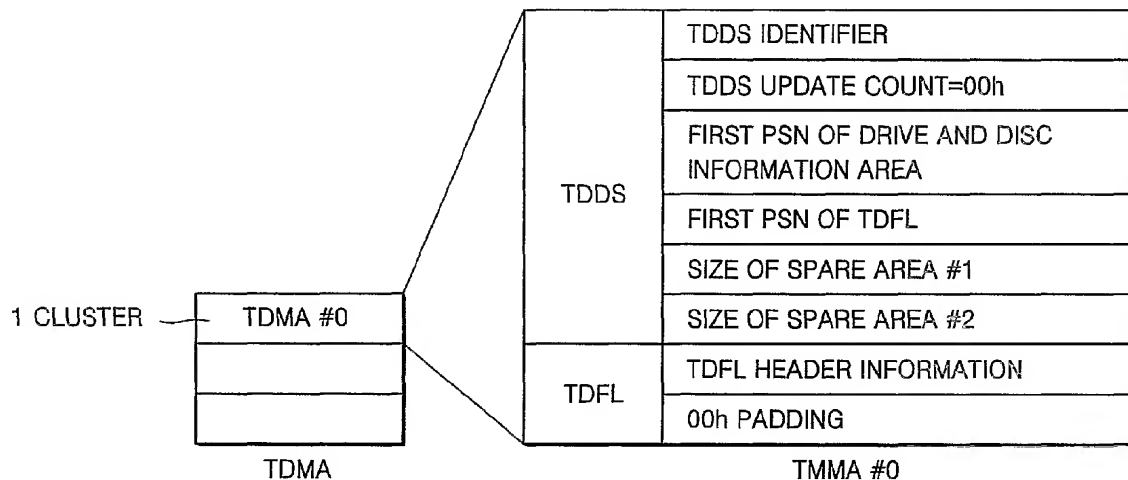 TDDS IDENTIFIER
TDDS UPDATE COUNT=00h
FIRST PSN OF DRIVE AND DISC
INFORMATION AREA
TDDS
FIRST PSN OF TDFL
SIZE OF SPARE AREA #1
1 CLUSTER
TDMA #0
SIZE OF SPARE AREA #2
TDFL HEADER INFORMATION
TDFL
00h PADDING
TDMA
TMMA #0